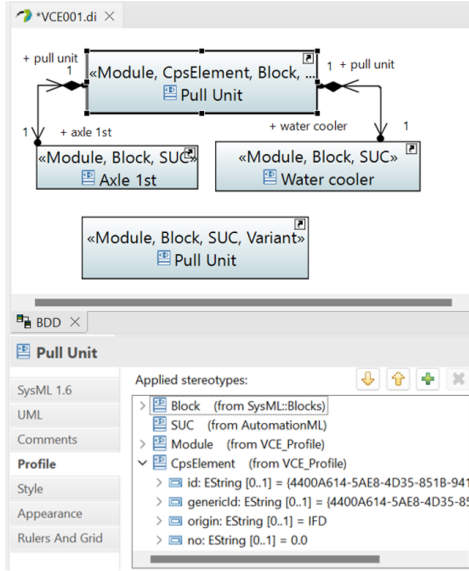 *VCE001.di
+ pull unit
1
«Module, CpsElement, Block, ...
Pull Unit
1 + pull unit
1 + axle 1st
+ water cooler 1
«Module, Block, SUC»
Axle 1st
«Module, Block, SUC»
Water cooler
«Module, Block, SUC, Variant»
Pull Unit
BDD
Pull Unit
SysML 1.6
UML
Comments
Profile
Style
Appearance
Rulers And Grid
Applied stereotypes:
Block (from SysML::Blocks)
SUC (from AutomationML)
Module (from VCE_Profile)
CpsElement (from VCE_Profile)
id: EString [0..1] = {4400A614-5AE8-4D35-851B-941
genericId: EString [0..1] = {4400A614-5AE8-4D35-85
origin: EString [0..1] = IFD
no: EString [0..1] = 0.0